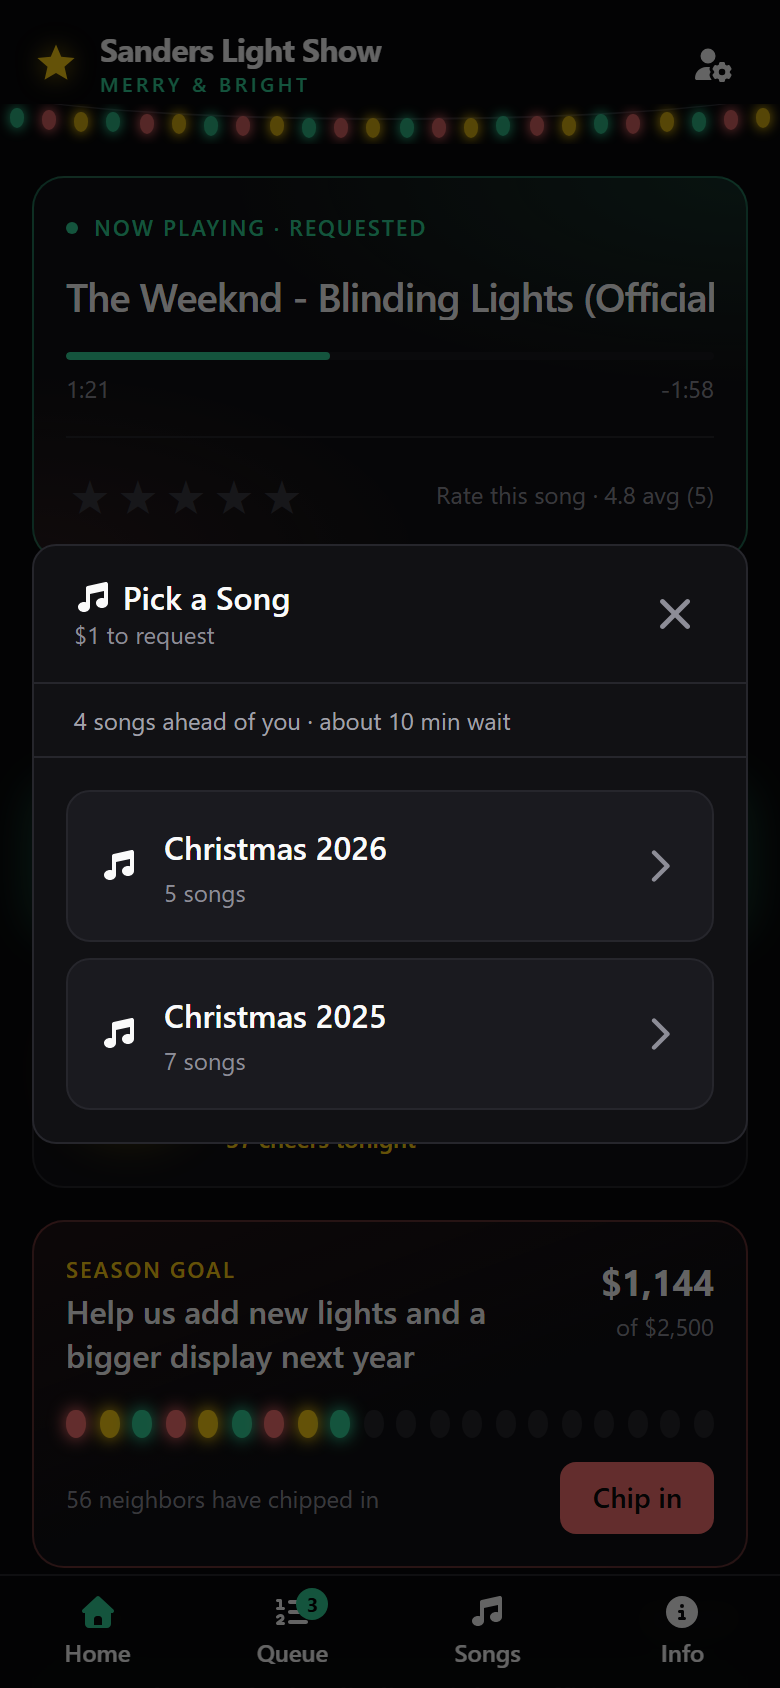 Sanders Light Show
MERRY & BRIGHT
NOW PLAYING · REQUESTED
The Weeknd - Blinding Lights (Official
1:21
-1:58
Rate this song · 4.8 avg (5)
Pick a Song
$1 to request
4 songs ahead of you · about 10 min wait
Christmas 2026
5 songs
Christmas 2025
7 songs
57 cheers tonight
SEASON GOAL
$1,144
Help us add new lights and a
of $2,500
bigger display next year
56 neighbors have chipped in
Chip in
3
Home
Queue
Songs
Info